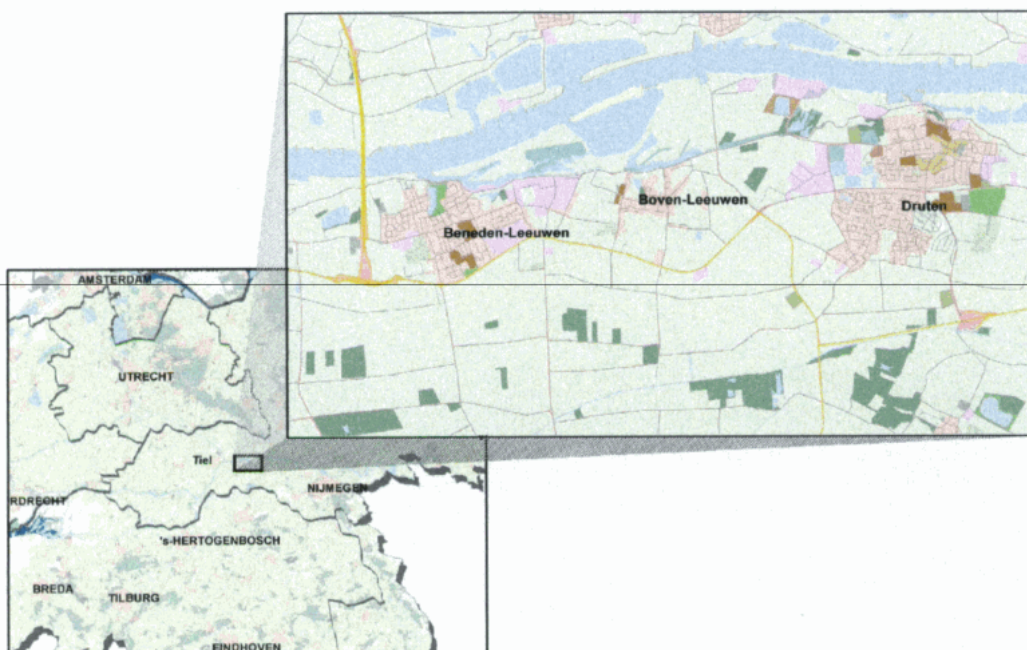 Boven-Leeuwen
Druten
Beneden-Leeuwen
AMSTERDAM
UTRECHT
Tiel
NIJMEGEN
RDRECHT
's-HERTOGENBOSCH
BREDA
TILBURG
EINDHOVEN